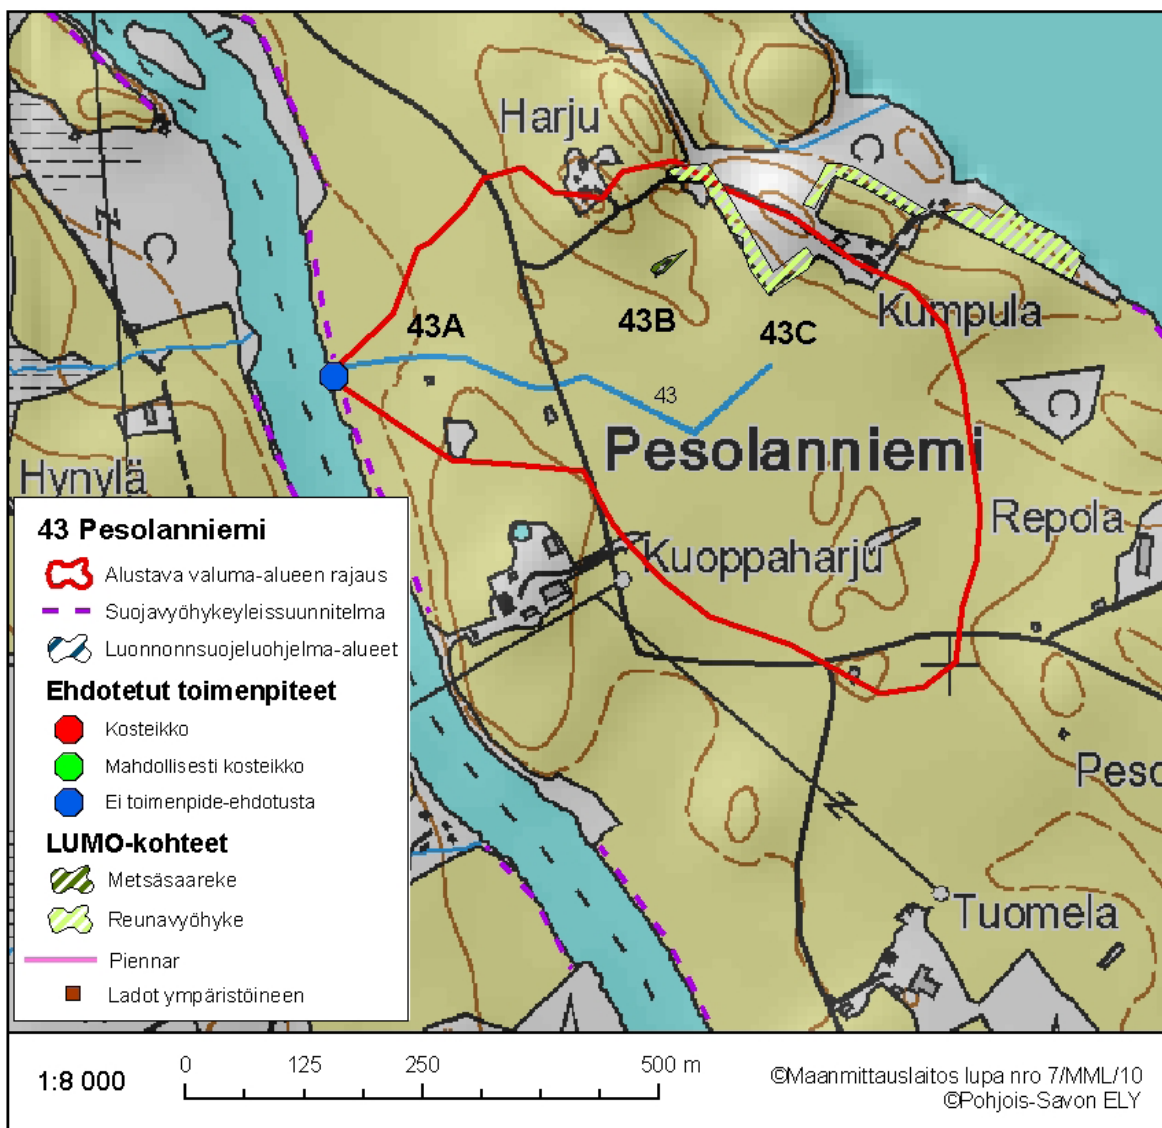 Harju
43A
43B
43C
Kumpula
43
Pesolanniemi
Hynylä
Repola
Kuoppaharju
Peso
Tuomela
43 Pesolanniemi
Alustava valuma-alueen rajaus
Suojavyöhykeyleissuunnitelma
Luonnonnsuojeluohjelma-alueet
Ehdotetut toimenpiteet
Kosteikko
Mahdollisesti kosteikko
Ei toimenpide-ehdotusta
LUMO-kohteet
Metsäsaareke
Reunavyöhyke
Piennar
Ladot ympäristöineen
1:8 000
0 125 250 500 m
©Maanmittauslaitos lupa nro 7/MML/10
©Pohjois-Savon ELY